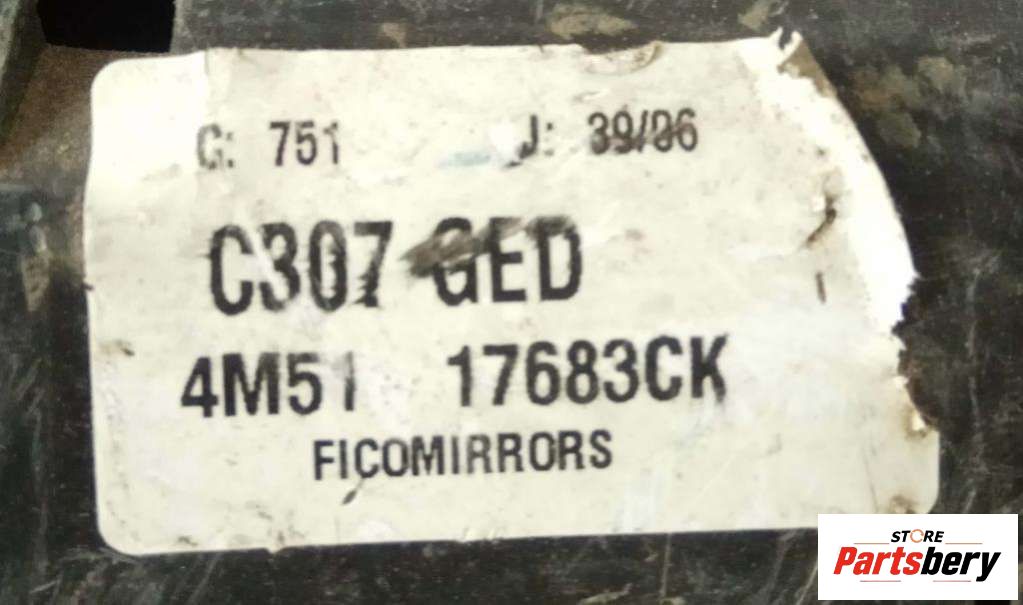 G: 751 J: 39/06
C307 GED
4M51 17683CK
FICOMIRRORS
STORE
Partsbery